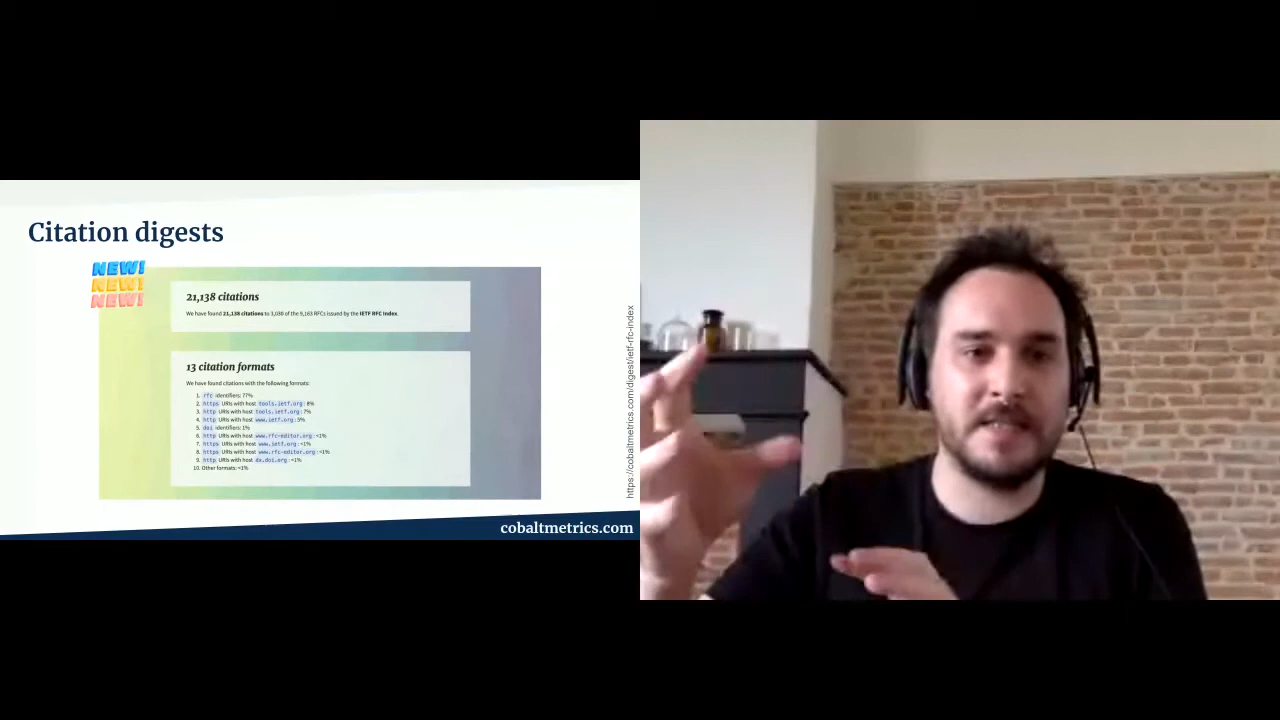 Citation digests
NEW!
NEW!
NEW!
21,138 citations
We have found 21,138 citations to 3,030 of the 9,163 RFCs issued by the IETF RFC Index.
13 citation formats
We have found citations with the following formats:
1. rfc identifiers: 77%
2. https URIs with host tools.ietf.org: 8%
3. http URIs with host tools.ietf.org: 7%
4. http URIs with host www.ietf.org: 5%
5. doi identifiers: 1%
6. http URIs with host www.rfc-editor.org: <1%
7. https URIs with host www.ietf.org: <1%
8. https URIs with host www.rfc-editor.org: <1%
9. http URIs with host dx.doi.org: <1%
10. Other formats: <1%
https://cobaltmetrics.com/digest/ietf-rfc-index
cobaltmetrics.com